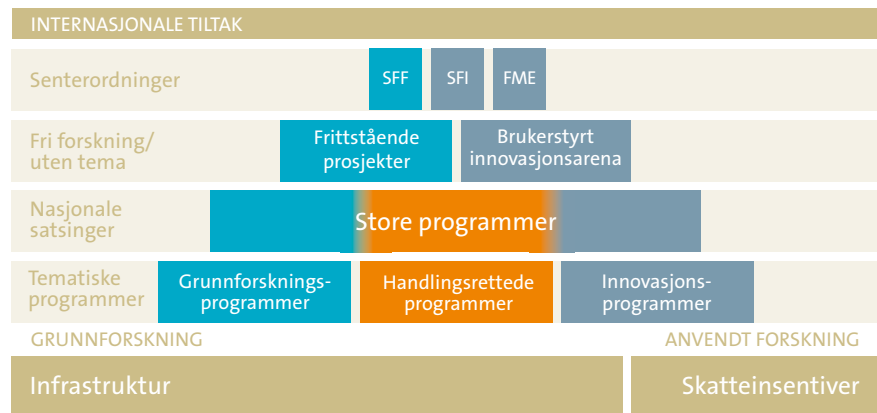 INTERNASJONALE TILTAK
Senterordninger
SFF
SFI
FME
Fri forskning/
uten tema
Frittstående
prosjekter
Brukerstyrt
innovasjonsarena
Nasjonale
satsinger
Store programmer
Tematiske
programmer
Grunnforsknings-
programmer
Handlingsrettede
programmer
Innovasjons-
programmer
GRUNNFORSKNING
ANVENDT FORSKNING
Infrastruktur
Skatteinsentiver